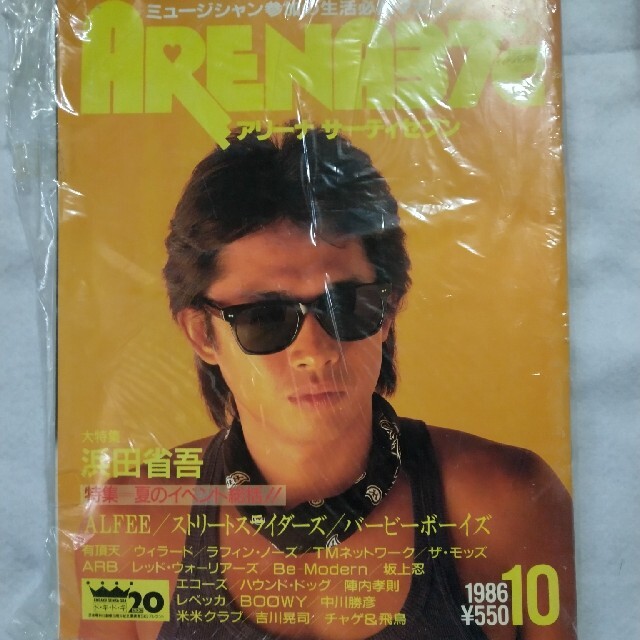 ミュージシャン 生活必
ARENA37℃
アリーナ サーティセブン
大特集
浜田省吾
特集 夏のイベント
ALFEE/ストリートスライダーズ/バービーボーイズ
有頂天/ウィラード/ラフィン・ノーズ/TMネットワーク/ザ・モッズ
ARB/レッド・ウォーリアーズ/Be Modern/坂上忍
エコーズ/ハウンド・ドッグ/陣内孝則
レベッカ/BOØWY/中川勝彦
米米クラブ/吉川晃司/チャゲ&飛鳥
ド・キ・ド・キ 20
1986 10
¥550